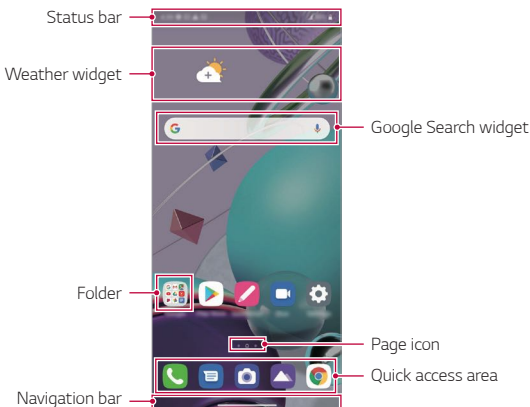 Status bar
Weather widget
Google Search widget
Folder
Page icon
Quick access area
Navigation bar